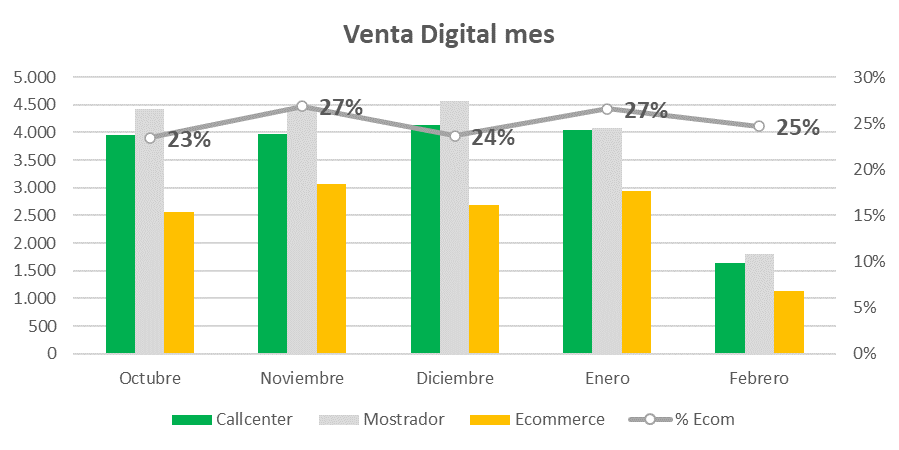 Venta Digital mes
5.000 30%
4.500 25%
4.000 20%
3.500 15%
3.000 10%
2.500 5%
2.000 0%
1.500
1.000
500
0
23% 27% 24% 27% 25%
Octubre Noviembre Diciembre Enero Febrero
Callcenter Mostrador Ecommerce % Ecom